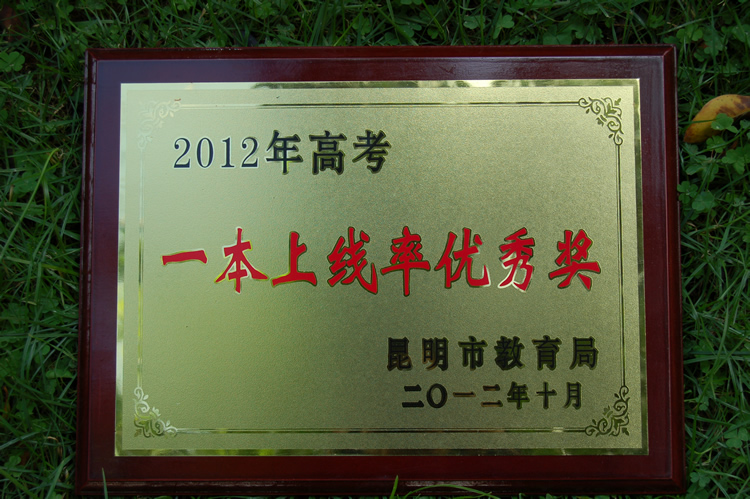 2012年高考
一本上线率优秀奖
昆明市教育局
二〇一二年十月